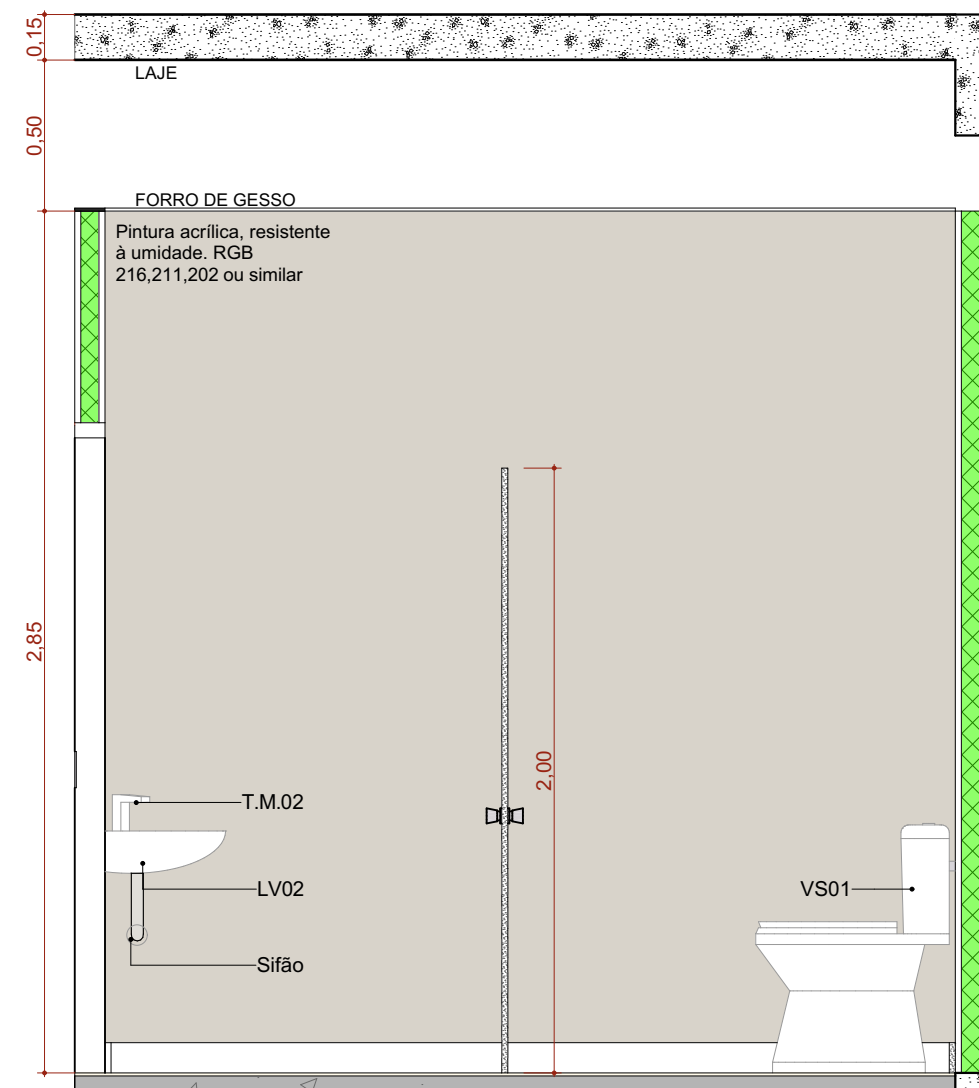 0,15
LAJE
0,50
FORRO DE GESSO
Pintura acrílica, resistente
à umidade. RGB
216,211,202 ou similar
2,85
2,00
T.M.02
LV02
VS01
Sifão